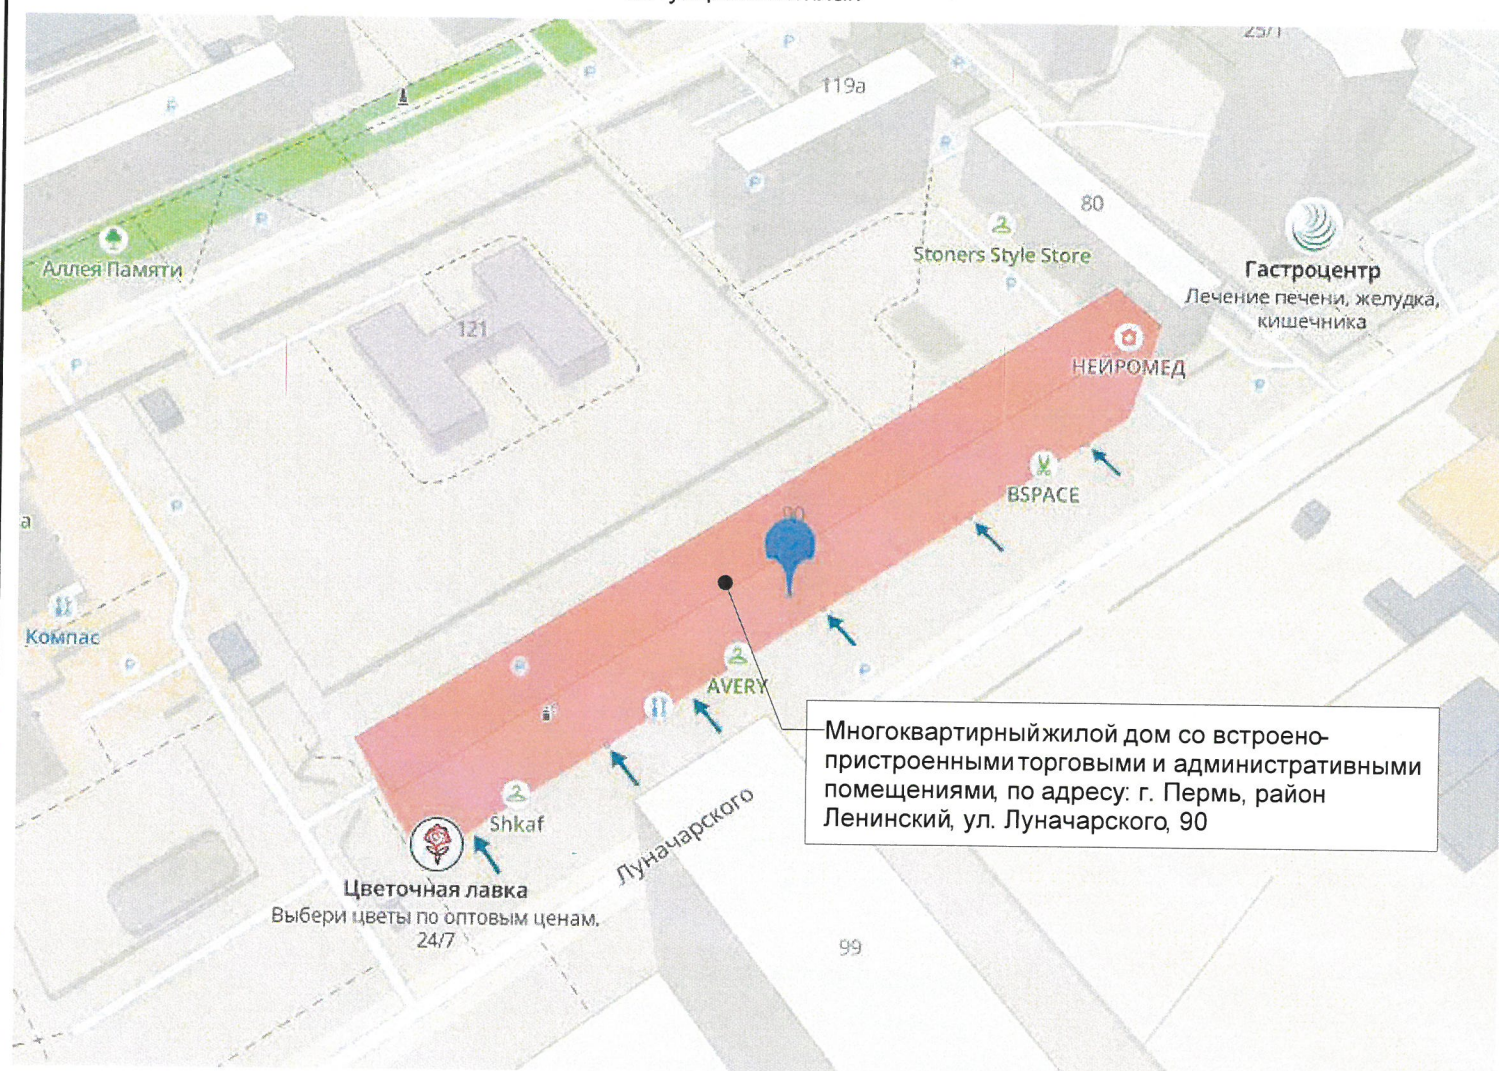 25/1
119а
80
Stoners Style Store
Гастроцентр
Лечение печени, желудка,
кишечника
Аллея Памяти
121
НЕЙРОМЕД
BSPACE
90
а
Компас
AVERY
Многоквартирный жилой дом со встроено-
пристроенными торговыми и административными
помещениями, по адресу: г. Пермь, район
Ленинский, ул. Луначарского, 90
Shkaf
Луначарского
Цветочная лавка
Выбери цветы по оптовым ценам.
24/7
99